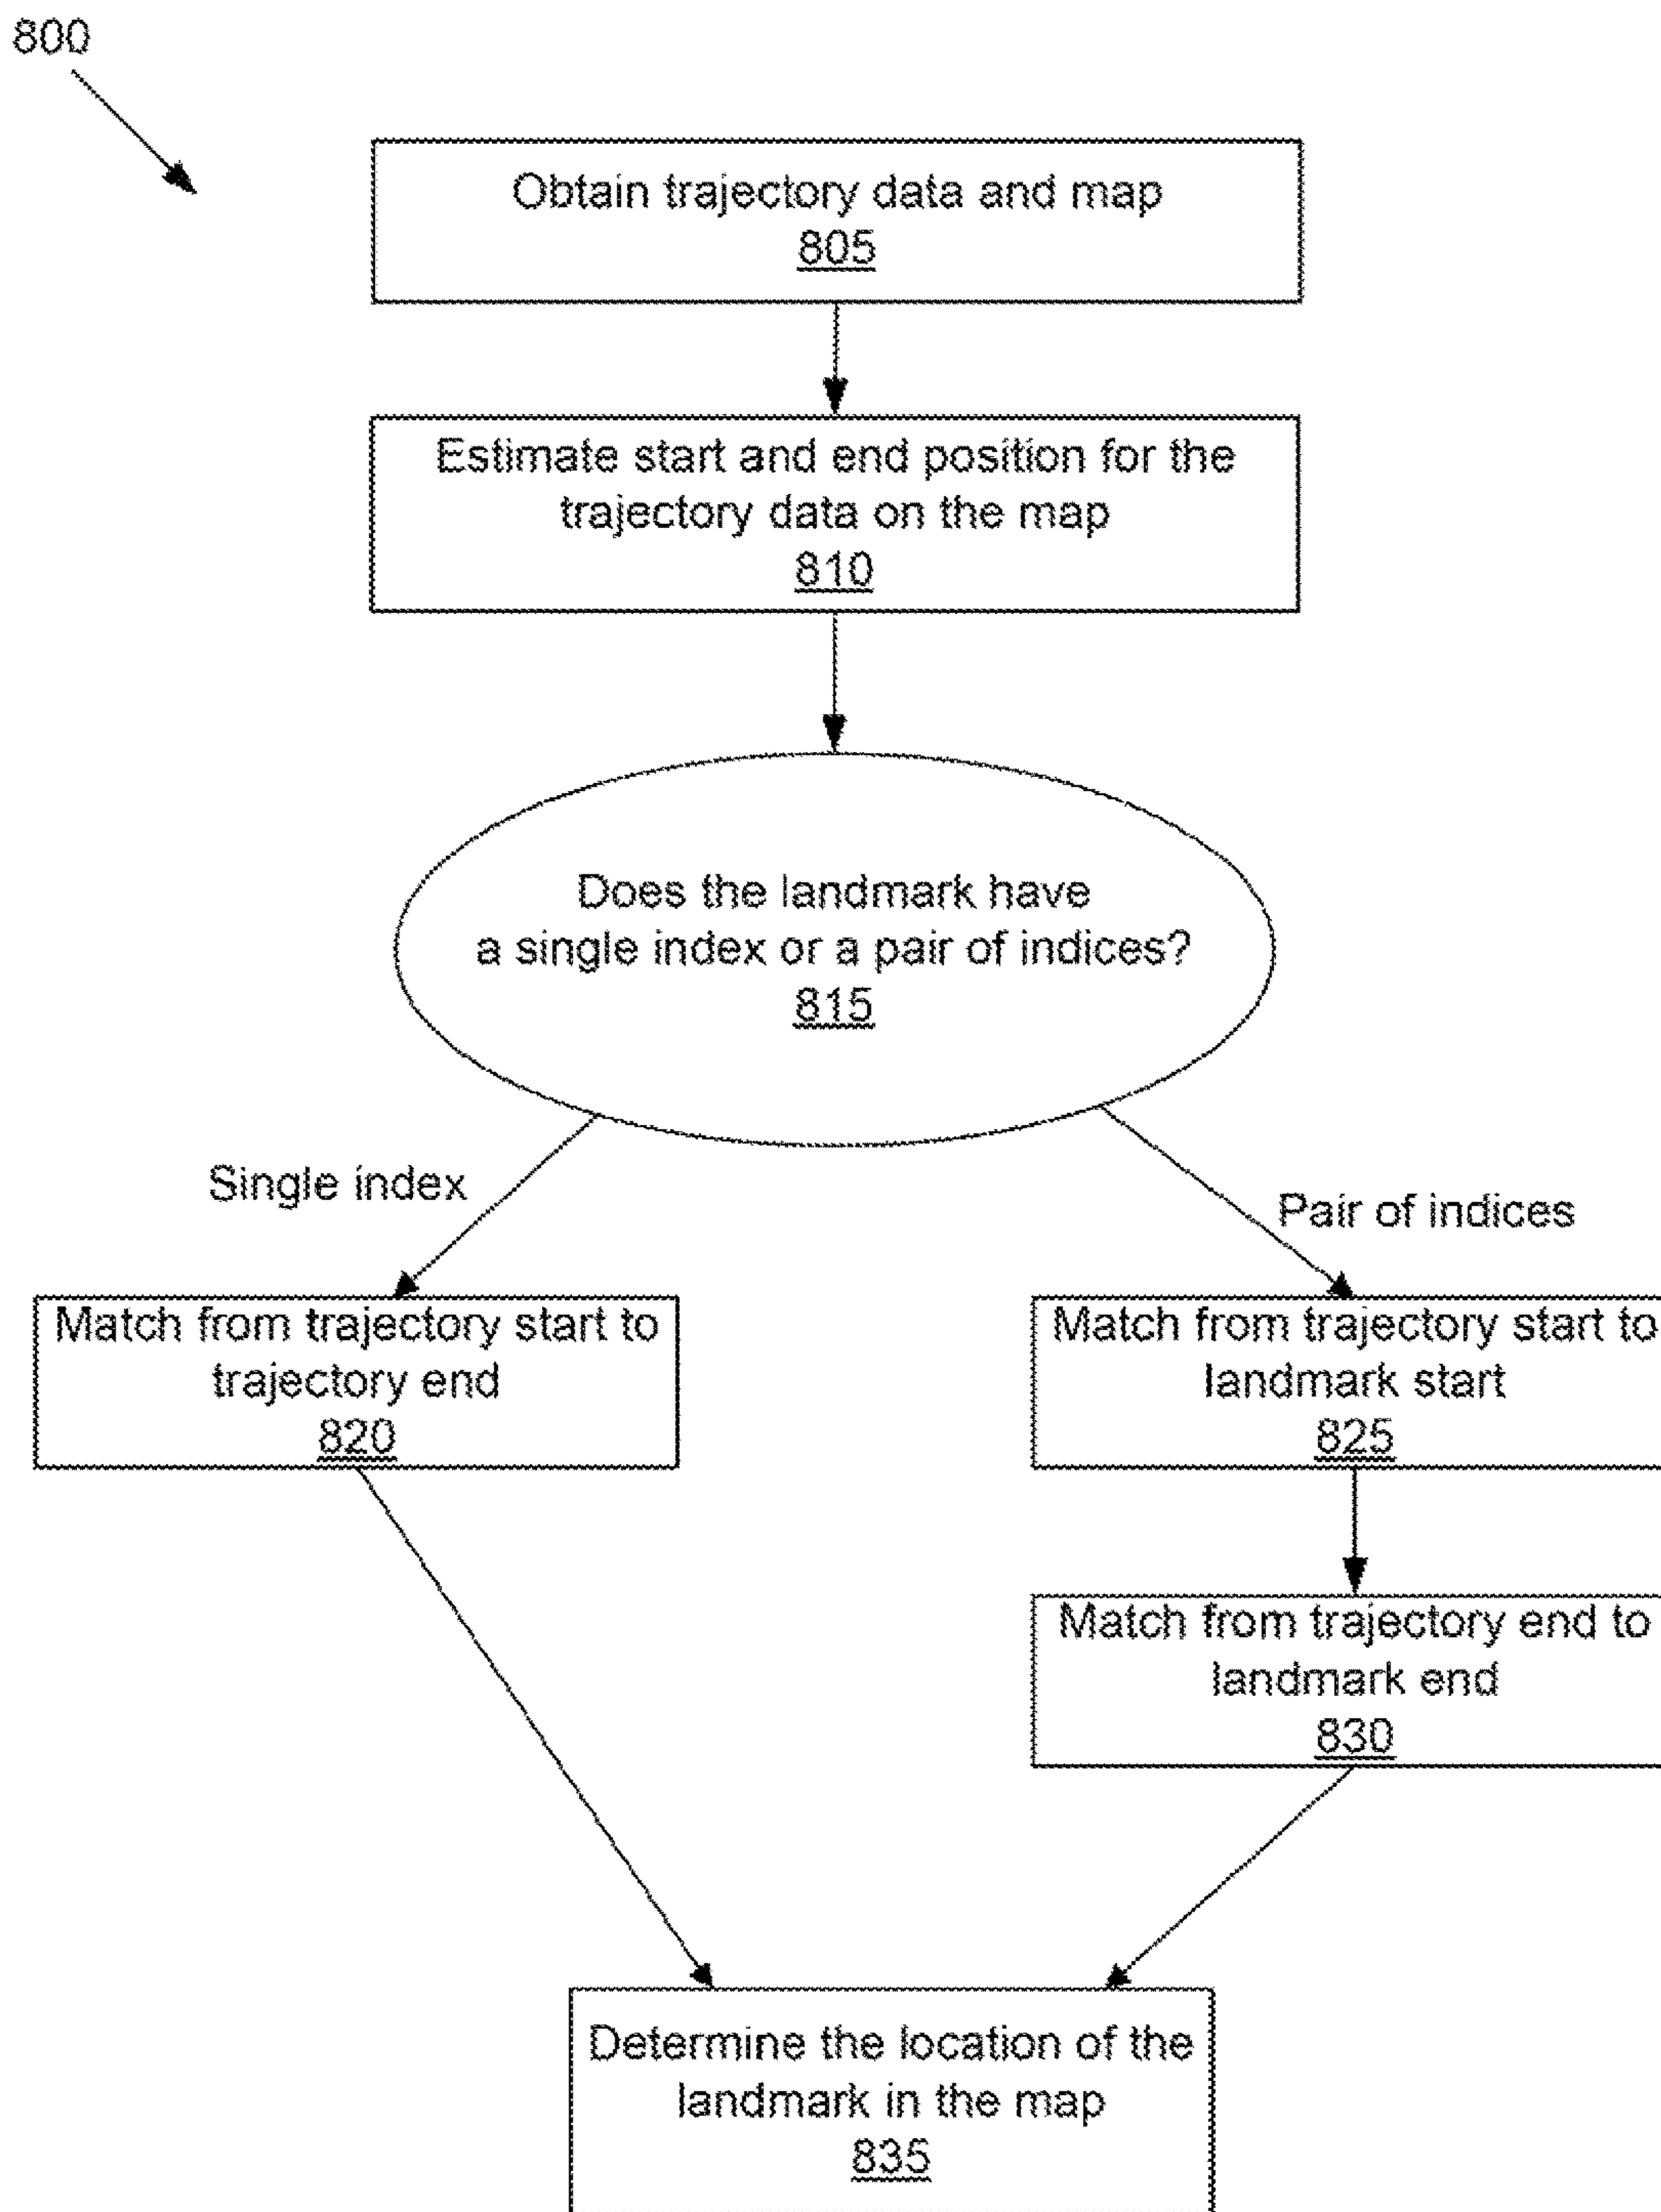 800
Obtain trajectory data and map
805
Estimate start and end position for the
trajectory data on the map
810
Does the landmark have
a single index or a pair of indices?
815
Single index
Pair of indices
Match from trajectory start to
trajectory end
820
Match from trajectory start to
landmark start
825
Match from trajectory end to
landmark end
830
Determine the location of the
landmark in the map
835